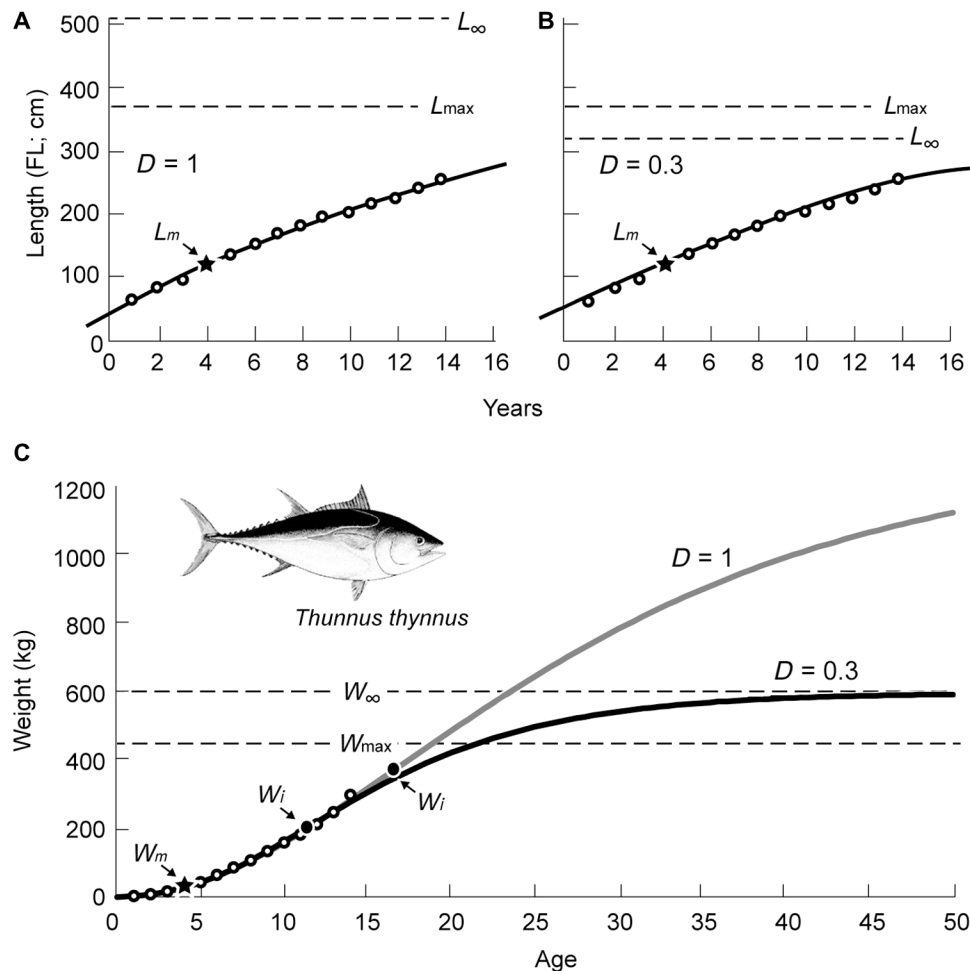 A
500
400
300
200
100
0
Length (FL; cm)
L∞
Lmax
D = 1
Lm
0 2 4 6 8 10 12 14 16
B
Lmax
L∞
D = 0.3
Lm
0 2 4 6 8 10 12 14 16
Years
C
1200
1000
800
600
400
200
0
Weight (kg)
Thunnus thynnus
D = 1
D = 0.3
W∞
Wmax
Wi
Wi
Wm
0 5 10 15 20 25 30 35 40 45 50
Age